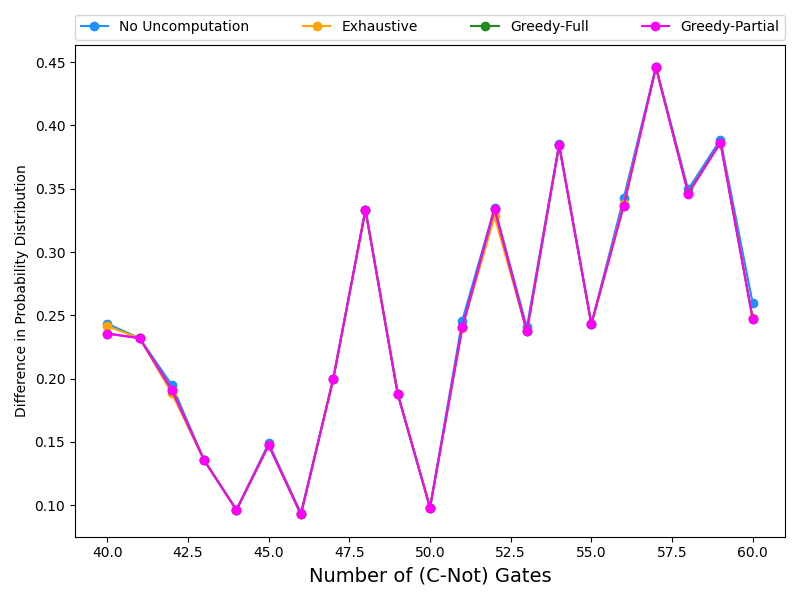 No Uncomputation Exhaustive Greedy-Full Greedy-Partial
0.45
0.40
0.35
0.30
0.25
0.20
0.15
0.10
Difference in Probability Distribution
40.0 42.5 45.0 47.5 50.0 52.5 55.0 57.5 60.0
Number of (C-Not) Gates